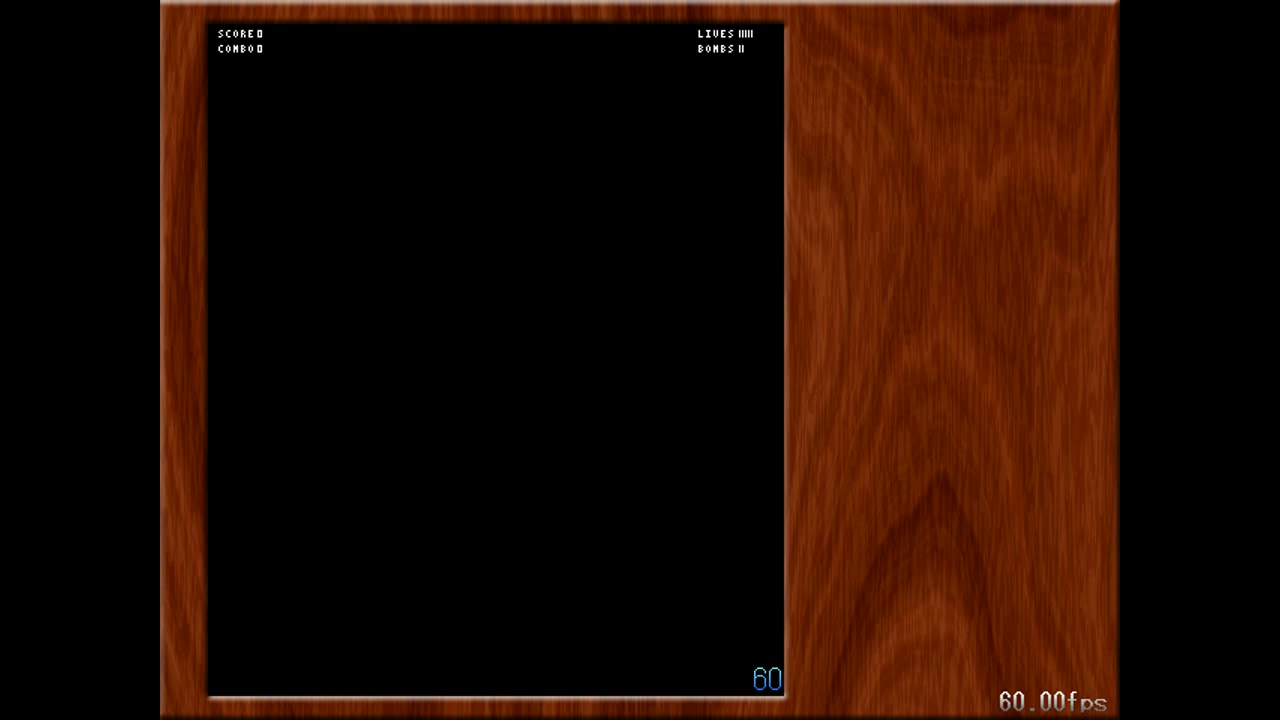 SCORE 0
COMBO 0
LIVES IIIII
BOMBS II
60
60.00fps